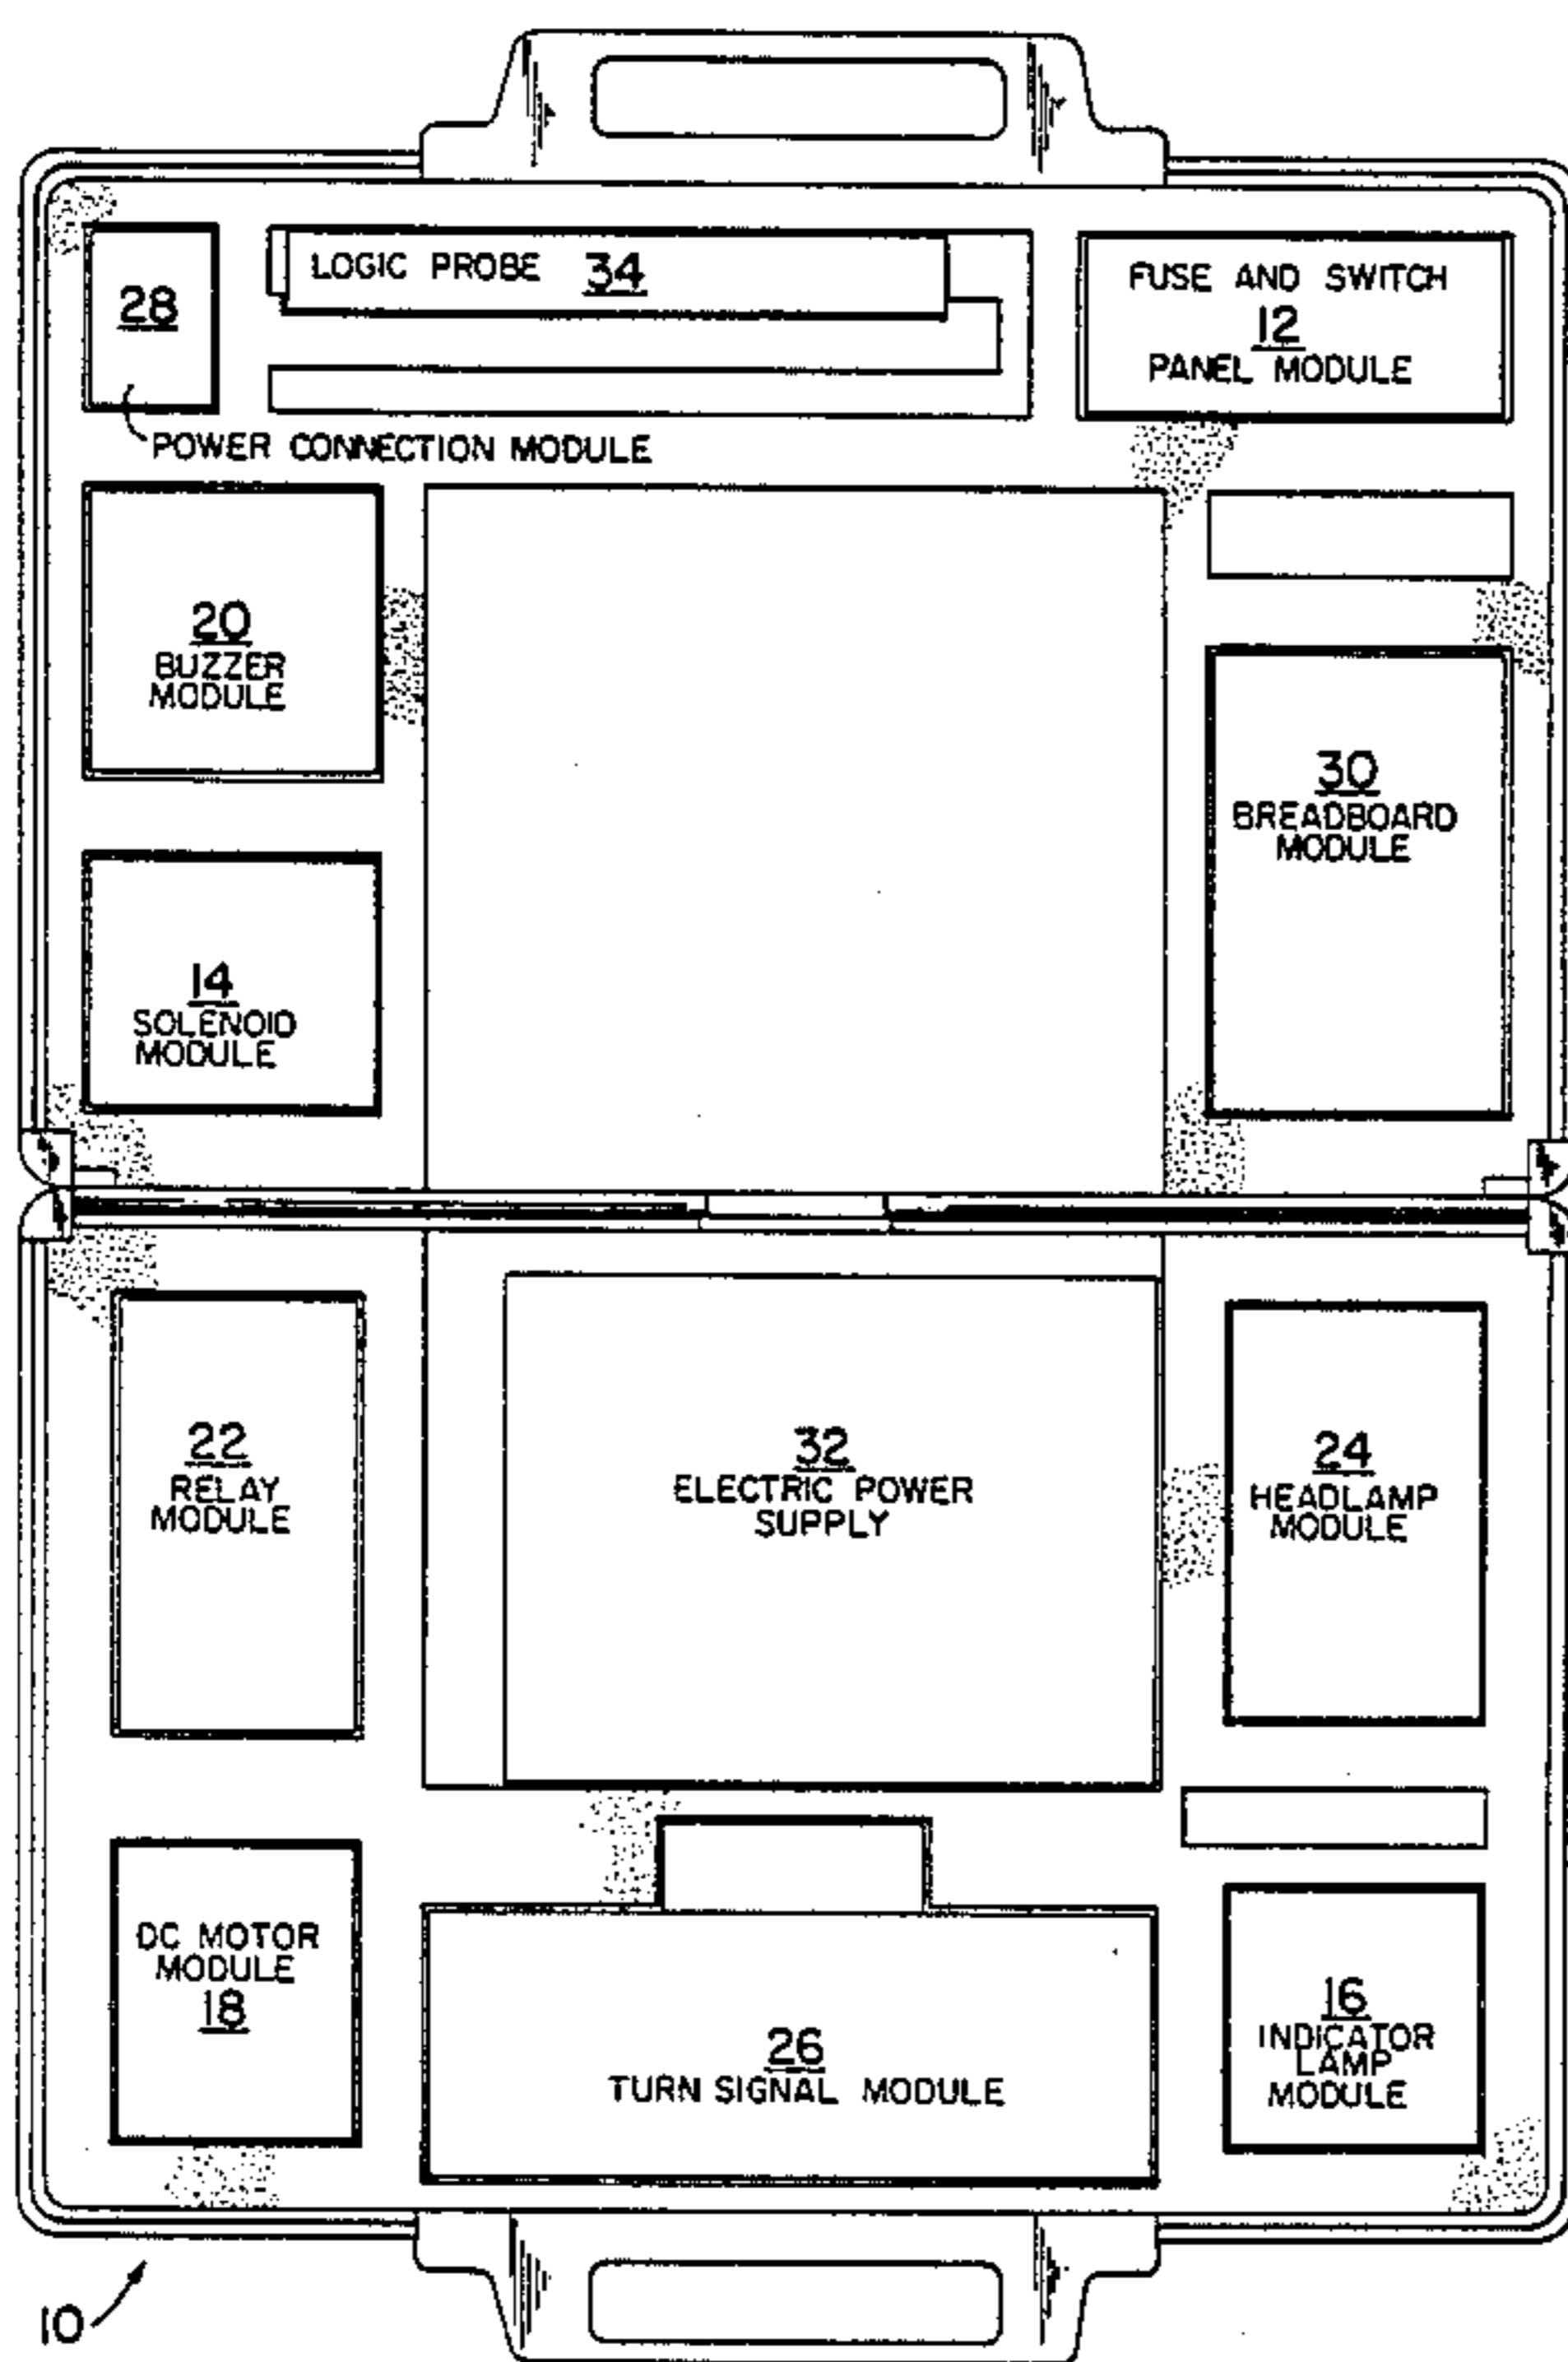 LOGIC PROBE 34
FUSE AND SWITCH
12
PANEL MODULE
28
POWER CONNECTION MODULE
20
BUZZER
MODULE
30
BREADBOARD
MODULE
14
SOLENOID
MODULE
22
RELAY
MODULE
32
ELECTRIC POWER
SUPPLY
24
HEADLAMP
MODULE
DC MOTOR
MODULE
18
26
TURN SIGNAL MODULE
16
INDICATOR
LAMP
MODULE
10